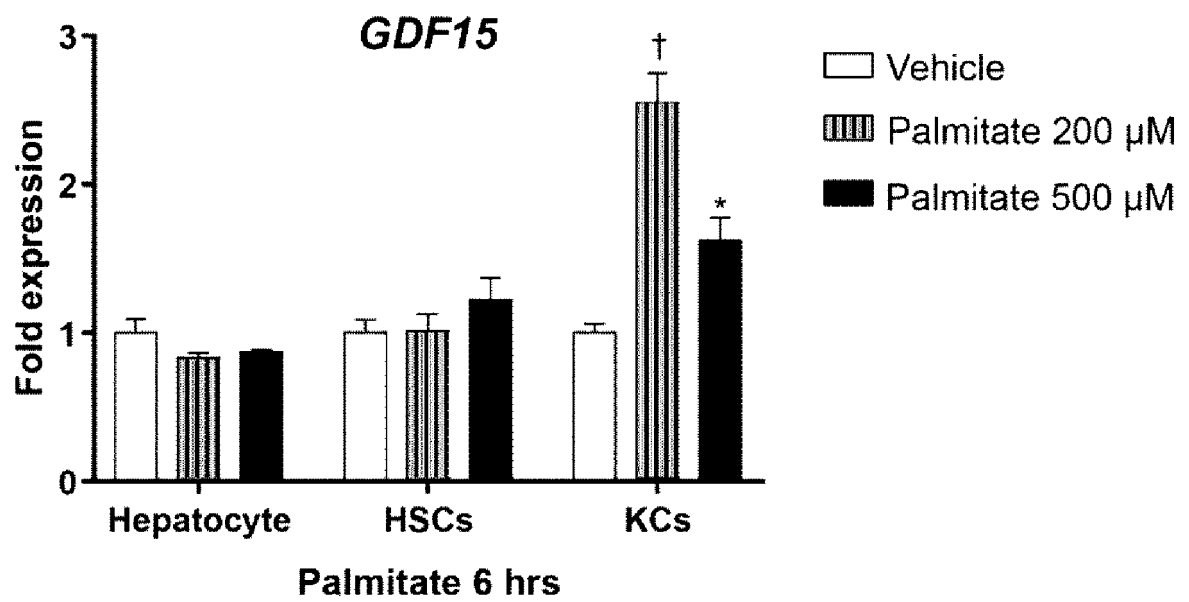 GDF15
Vehicle
Palmitate 200 µM
Palmitate 500 µM
Fold expression
3
2
1
0
†
*
Hepatocyte HSCs KCs
Palmitate 6 hrs